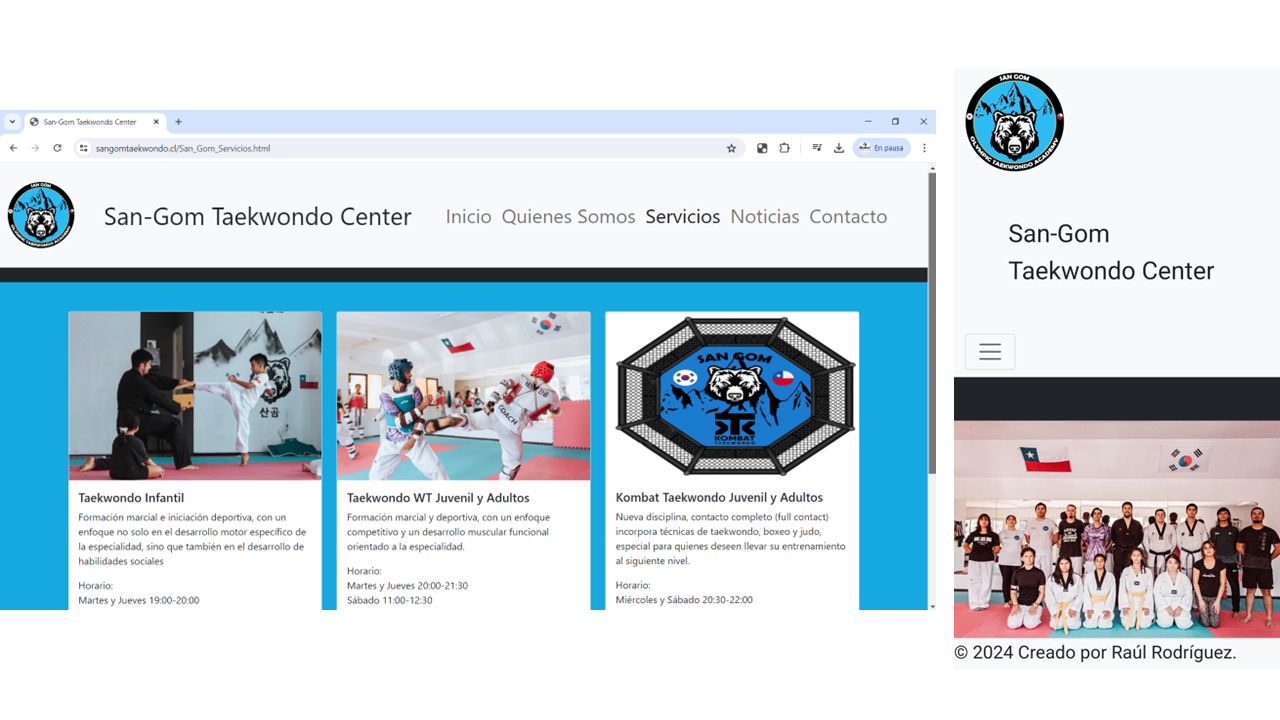 San-Gom Taekwondo Center
sangomtaekwondo.cl/San_Gom_Servicios.html
En pausa
SAN GOM
OLYMPIC TAEKWONDO ACADEMY
San-Gom Taekwondo Center
Inicio Quienes Somos Servicios Noticias Contacto
산곰
COACH
SAN GOM
KOMBAT
TAEKWONDO
Taekwondo Infantil
Formación marcial e iniciación deportiva, con un
enfoque no solo en el desarrollo motor específico de
la especialidad, sino que también en el desarrollo de
habilidades sociales
Horario:
Martes y Jueves 19:00-20:00
Taekwondo WT Juvenil y Adultos
Formación marcial y deportiva, con un enfoque
competitivo y un desarrollo muscular funcional
orientado a la especialidad.
Horario:
Martes y Jueves 20:00-21:30
Sábado 11:00-12:30
Kombat Taekwondo Juvenil y Adultos
Nueva disciplina, contacto completo (full contact)
incorpora técnicas de taekwondo, boxeo y judo,
especial para quienes deseen llevar su entrenamiento
al siguiente nivel.
Horario:
Miércoles y Sábado 20:30-22:00
SAN GOM
OLYMPIC TAEKWONDO ACADEMY
San-Gom
Taekwondo Center
© 2024 Creado por Raúl Rodríguez.